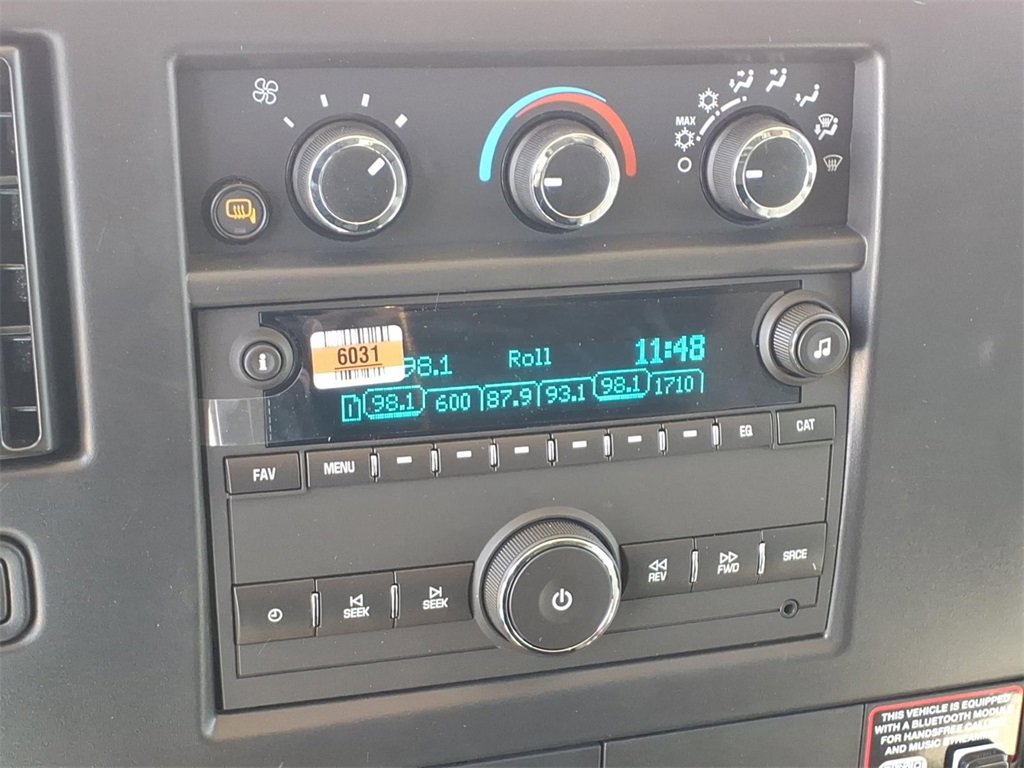 MAX
6031
98.1 Roll 11:48
1 98.1 600 87.9 93.1 98.1 1710
FAV MENU EQ CAT
SEEK SEEK REV FWD SRCE
THIS VEHICLE IS EQUIPPED
WITH A BLUETOOTH MODULE
FOR HANDSFREE CALLING
AND MUSIC STREAMING